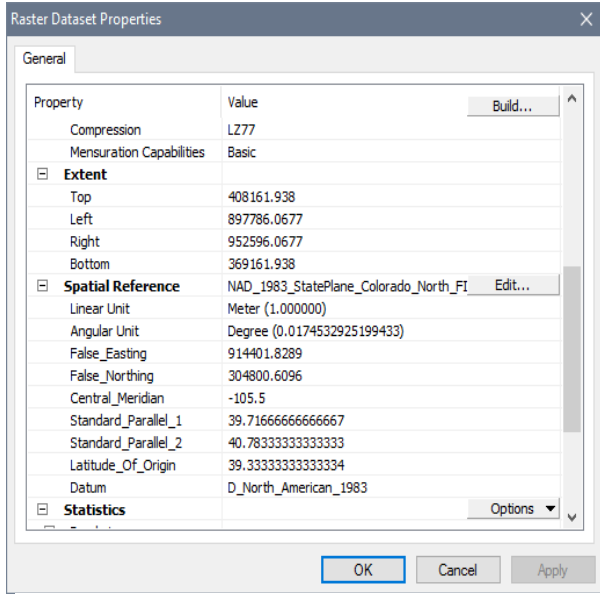 Raster Dataset Properties
General
Property Value Build...
Compression LZ77
Mensuration Capabilities Basic
Extent
Top 408161.938
Left 897786.0677
Right 952596.0677
Bottom 369161.938
Spatial Reference NAD_1983_StatePlane_Colorado_North_FI Edit...
Linear Unit Meter (1.000000)
Angular Unit Degree (0.0174532925199433)
False_Easting 914401.8289
False_Northing 304800.6096
Central_Meridian -105.5
Standard_Parallel_1 39.71666666666667
Standard_Parallel_2 40.78333333333333
Latitude_Of_Origin 39.33333333333334
Datum D_North_American_1983
Statistics Options
OK Cancel Apply